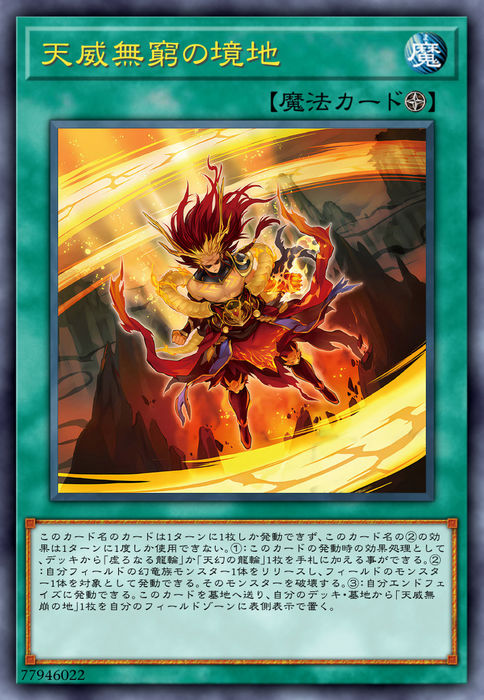 天威無窮の境地
魔
【魔法カード】
このカード名のカードは1ターンに1枚しか発動できず、このカード名の②の効
果は1ターンに1度しか使用できない。①：このカードの発動時の効果処理として
、デッキから「虚ろなる龍輪」か「天幻の龍輪」1枚を手札に加える事ができる。②
：自分フィールドの幻竜族モンスター1体をリリースし、フィールドのモンスタ
ー1体を対象として発動できる。そのモンスターを破壊する。③：自分エンドフェ
イズに発動できる。このカードを墓地へ送り、自分のデッキ・墓地から「天威無
崩の地」1枚を自分のフィールドゾーンに表側表示で置く。
77946022